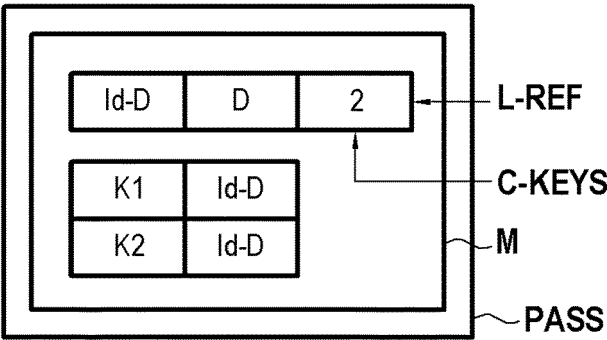 Id-D D 2 L-REF
C-KEYS
K1 Id-D
K2 Id-D
M
PASS